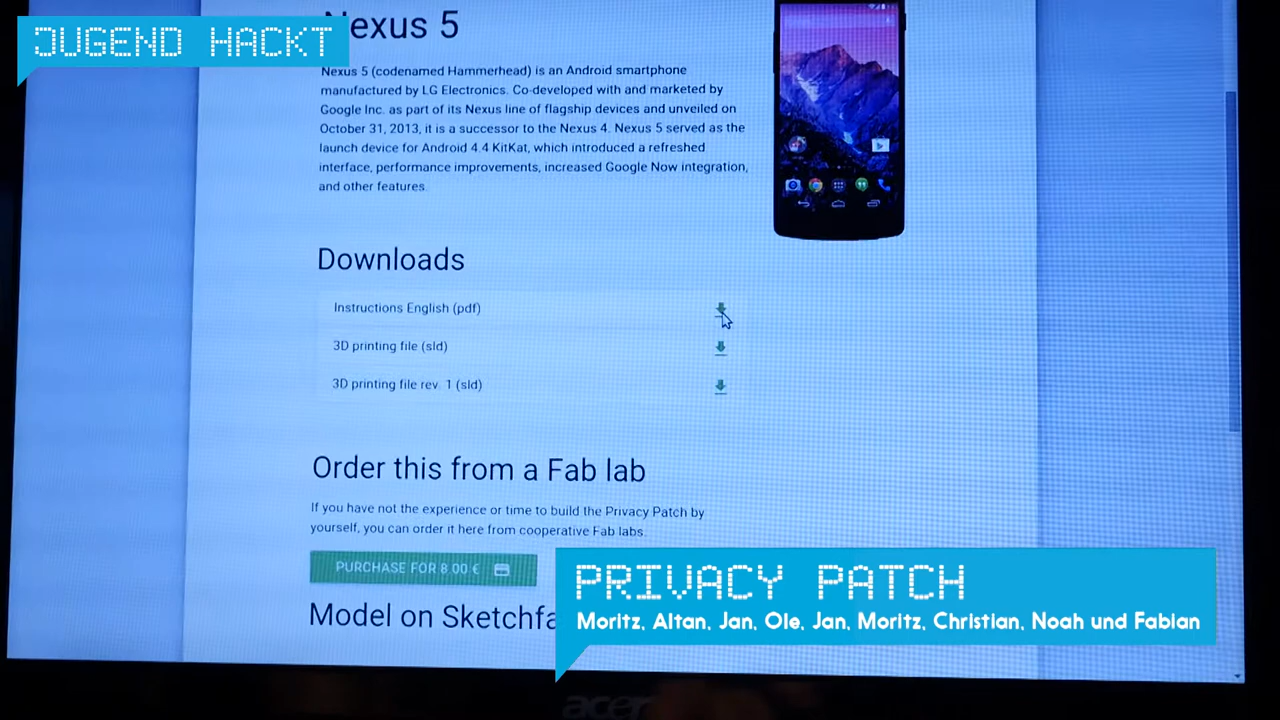 JUGEND HACKT
Nexus 5
Nexus 5 (codenamed Hammerhead) is an Android smartphone
manufactured by LG Electronics. Co-developed with and marketed by
Google Inc. as part of its Nexus line of flagship devices and unveiled on
October 31, 2013, it is a successor to the Nexus 4. Nexus 5 served as the
launch device for Android 4.4 KitKat, which introduced a refreshed
interface, performance improvements, increased Google Now integration,
and other features.
Downloads
Instructions English (pdf)
3D printing file (sld)
3D printing file rev. 1 (sld)
Order this from a Fab lab
If you have not the experience or time to build the Privacy Patch by
yourself, you can order it here from cooperative Fab labs.
PURCHASE FOR 8.00 €
Model on Sketchfa
PRIVACY PATCH
Moritz, Altan, Jan, Ole, Jan, Moritz, Christian, Noah und Fabian
acer